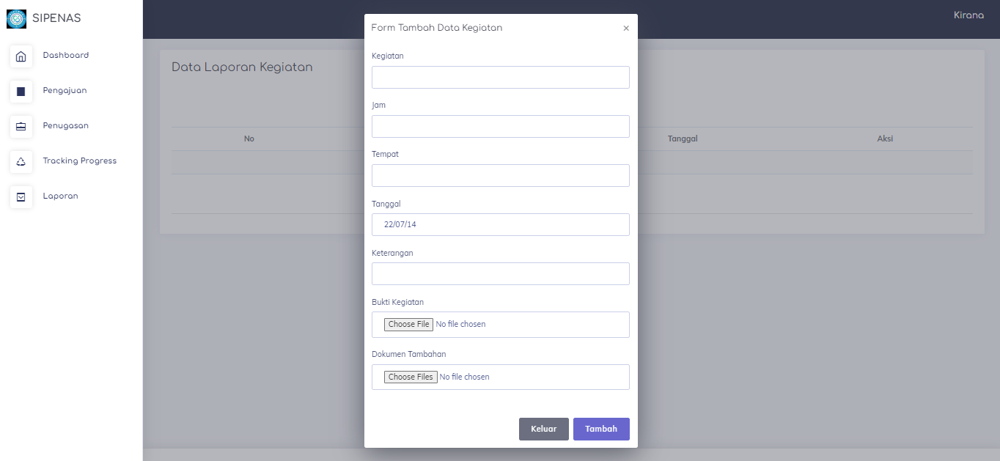 SIPENAS
Kirana
Dashboard
Pengajuan
Penugasan
Tracking Progress
Laporan
Data Laporan Kegiatan
No
Tanggal
Aksi
Form Tambah Data Kegiatan
×
Kegiatan
Jam
Tempat
Tanggal
22/07/14
Keterangan
Bukti Kegiatan
Choose File No file chosen
Dokumen Tambahan
Choose Files No file chosen
Keluar
Tambah